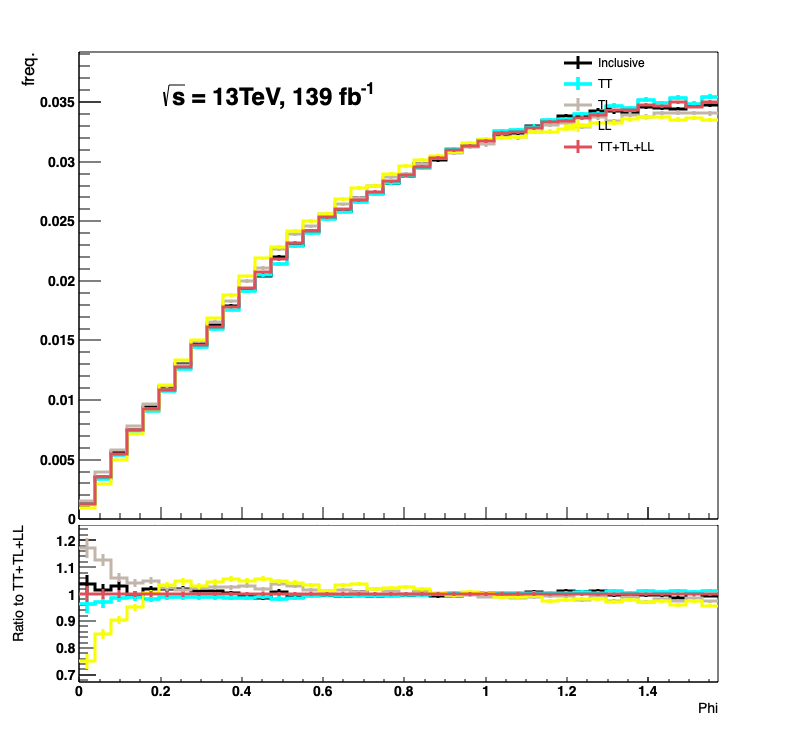 freq.
√s = 13TeV, 139 fb⁻¹
Inclusive
TT
TL
LL
TT+TL+LL
0.035
0.03
0.025
0.02
0.015
0.01
0.005
0
Ratio to TT+TL+LL
1.2
1.1
1
0.9
0.8
0.7
0 0.2 0.4 0.6 0.8 1 1.2 1.4
Phi